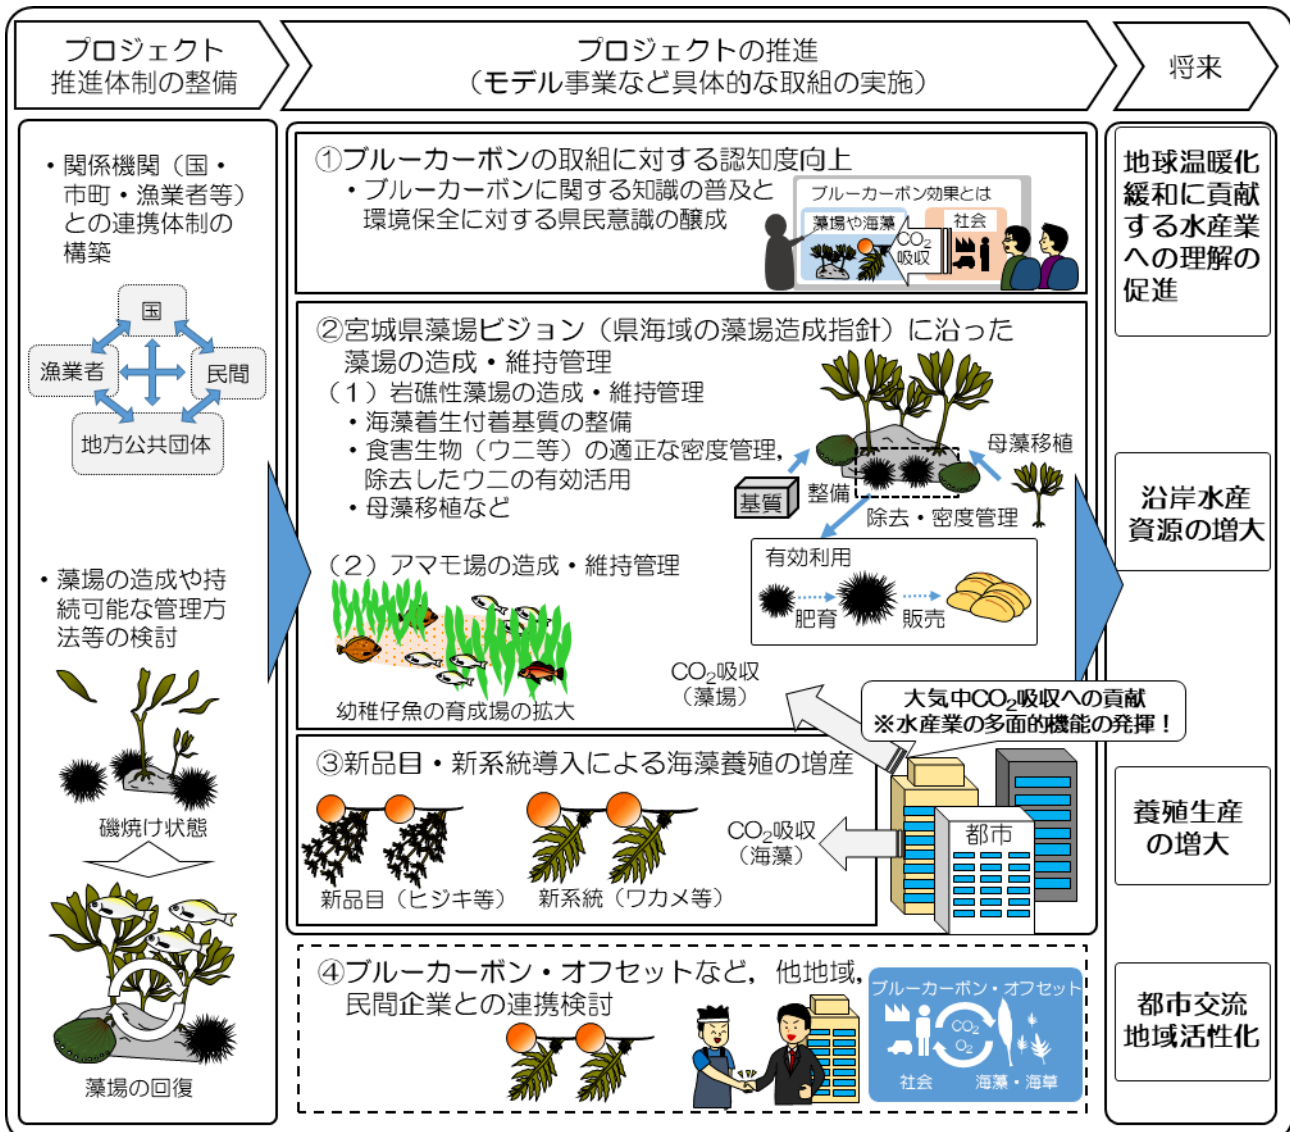 プロジェクト
推進体制の整備
プロジェクトの推進
（モデル事業など具体的な取組の実施）
将来
・関係機関（国・
市町・漁業者等）
との連携体制の
構築
国
漁業者
民間
地方公共団体
・藻場の造成や持
続可能な管理方
法等の検討
磯焼け状態
藻場の回復
①ブルーカーボンの取組に対する認知度向上
・ブルーカーボンに関する知識の普及と
環境保全に対する県民意識の醸成
ブルーカーボン効果とは
藻場や海藻
社会
CO2
吸収
②宮城県藻場ビジョン（県海域の藻場造成指針）に沿った
藻場の造成・維持管理
（１）岩礁性藻場の造成・維持管理
・海藻着生付着基質の整備
・食害生物（ウニ等）の適正な密度管理，
除去したウニの有効活用
・母藻移植など
母藻移植
基質
整備
除去・密度管理
有効利用
肥育
販売
（２）アマモ場の造成・維持管理
幼稚仔魚の育成場の拡大
CO2吸収
（藻場）
大気中CO2吸収への貢献
※水産業の多面的機能の発揮！
③新品目・新系統導入による海藻養殖の増産
新品目（ヒジキ等）
新系統（ワカメ等）
CO2吸収
（海藻）
都市
④ブルーカーボン・オフセットなど，他地域，
民間企業との連携検討
ブルーカーボン・オフセット
CO2
O2
社会
海藻・海草
地球温暖化
緩和に貢献
する水産業
への理解の
促進
沿岸水産
資源の増大
養殖生産
の増大
都市交流
地域活性化